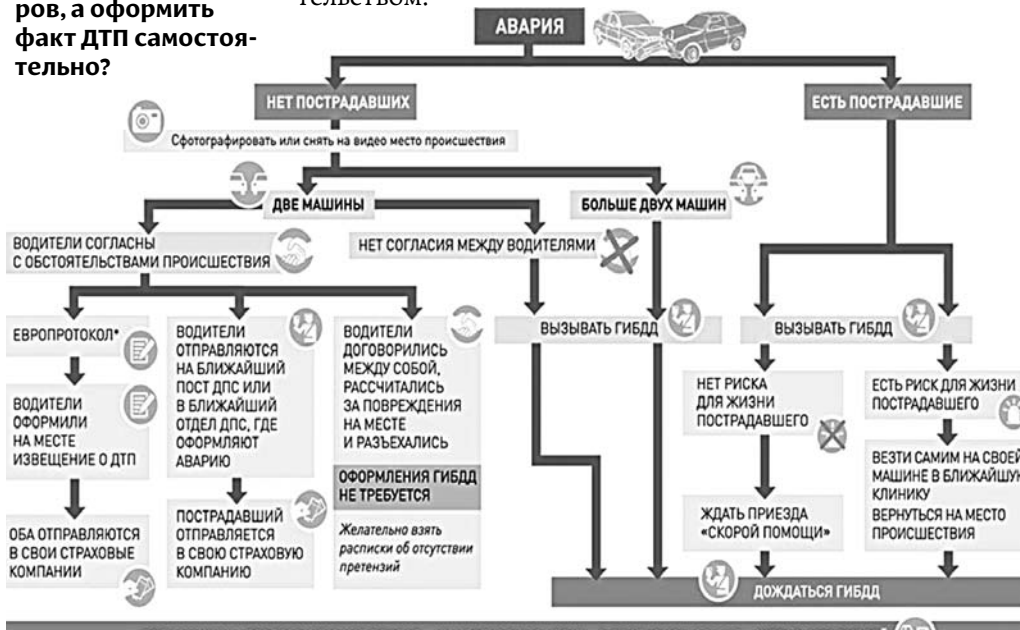 ров, а оформить
факт ДТП самостоя-
тельно?
тельством.
АВАРИЯ
НЕТ ПОСТРАДАВШИХ
ЕСТЬ ПОСТРАДАВШИЕ
Сфотографировать или снять на видео место происшествия
ДВЕ МАШИНЫ
БОЛЬШЕ ДВУХ МАШИН
ВОДИТЕЛИ СОГЛАСНЫ
С ОБСТОЯТЕЛЬСТВАМИ ПРОИСШЕСТВИЯ
НЕТ СОГЛАСИЯ МЕЖДУ ВОДИТЕЛЯМИ
ЕВРОПРОТОКОЛ*
ВОДИТЕЛИ
ОФОРМИЛИ
НА МЕСТЕ
ИЗВЕЩЕНИЕ О ДТП
ОБА ОТПРАВЛЯЮТСЯ
В СВОИ СТРАХОВЫЕ
КОМПАНИИ
ВОДИТЕЛИ
ОТПРАВЛЯЮТСЯ
НА БЛИЖАЙШИЙ
ПОСТ ДПС ИЛИ
В БЛИЖАЙШИЙ
ОТДЕЛ ДПС, ГДЕ
ОФОРМЛЯЮТ
АВАРИЮ
ПОСТРАДАВШИЙ
ОТПРАВЛЯЕТСЯ
В СВОЮ СТРАХОВУЮ
КОМПАНИЮ
ВОДИТЕЛИ
ДОГОВОРИЛИСЬ
МЕЖДУ СОБОЙ,
РАССЧИТАЛИСЬ
ЗА ПОВРЕЖДЕНИЯ
НА МЕСТЕ
И РАЗЪЕХАЛИСЬ
ОФОРМЛЕНИЯ ГИБДД
НЕ ТРЕБУЕТСЯ
Желательно взять
расписки об отсутствии
претензий
ВЫЗЫВАТЬ ГИБДД
ВЫЗЫВАТЬ ГИБДД
НЕТ РИСКА
ДЛЯ ЖИЗНИ
ПОСТРАДАВШЕГО
ЖДАТЬ ПРИЕЗДА
«СКОРОЙ ПОМОЩИ»
ЕСТЬ РИСК ДЛЯ ЖИЗНИ
ПОСТРАДАВШЕГО
ВЕЗТИ САМИМ НА СВОЕЙ
МАШИНЕ В БЛИЖАЙШУЮ
КЛИНИКУ
ВЕРНУТЬСЯ НА МЕСТО
ПРОИСШЕСТВИЯ
ДОЖДАТЬСЯ ГИБДД